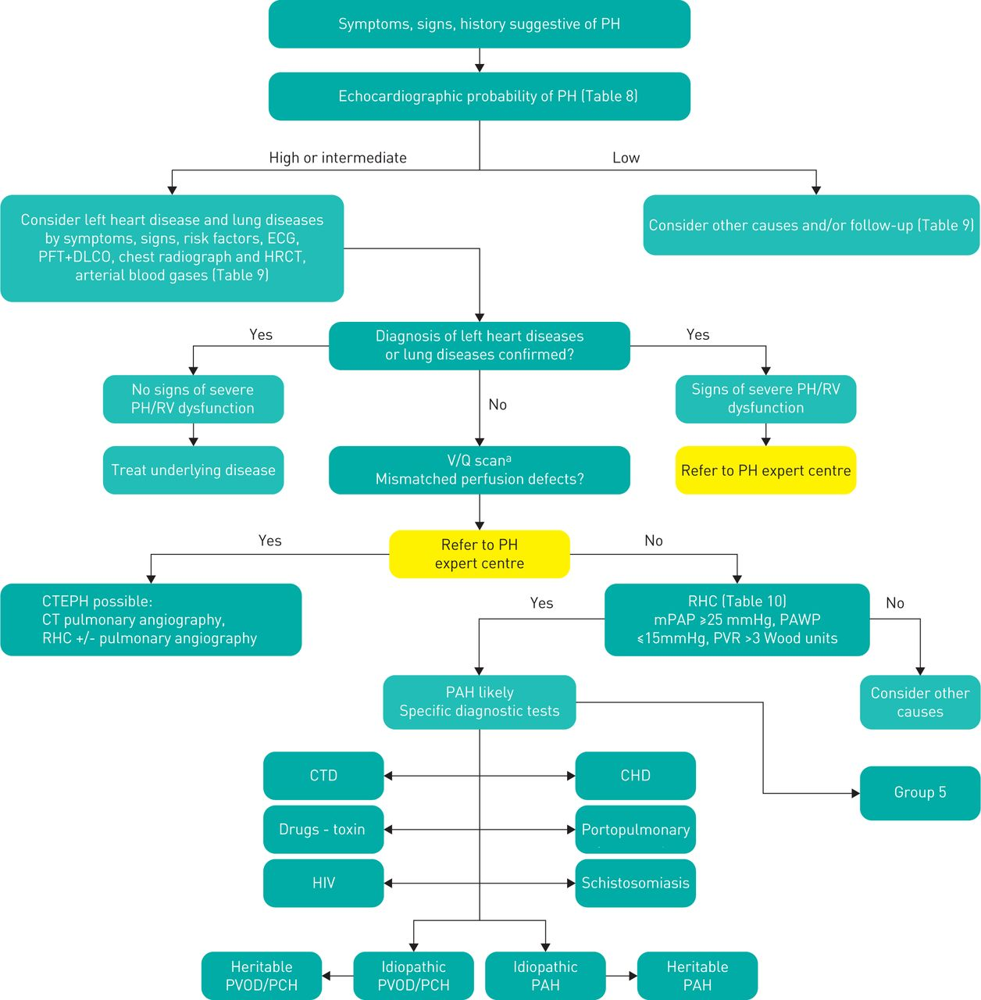 Symptoms, signs, history suggestive of PH
Echocardiographic probability of PH (Table 8)
High or intermediate
Low
Consider left heart disease and lung diseases
by symptoms, signs, risk factors, ECG,
PFT+DLCO, chest radiograph and HRCT,
arterial blood gases (Table 9)
Consider other causes and/or follow-up (Table 9)
Yes
Diagnosis of left heart diseases
or lung diseases confirmed?
Yes
No signs of severe
PH/RV dysfunction
No
Signs of severe PH/RV
dysfunction
Treat underlying disease
V/Q scanᵃ
Mismatched perfusion defects?
Refer to PH expert centre
Yes
Refer to PH
expert centre
No
CTEPH possible:
CT pulmonary angiography,
RHC +/- pulmonary angiography
Yes
RHC (Table 10)
mPAP ⩾25 mmHg, PAWP
⩽15mmHg, PVR >3 Wood units
No
PAH likely
Specific diagnostic tests
Consider other
causes
CTD
CHD
Group 5
Drugs - toxin
Portopulmonary
HIV
Schistosomiasis
Heritable
PVOD/PCH
Idiopathic
PVOD/PCH
Idiopathic
PAH
Heritable
PAH